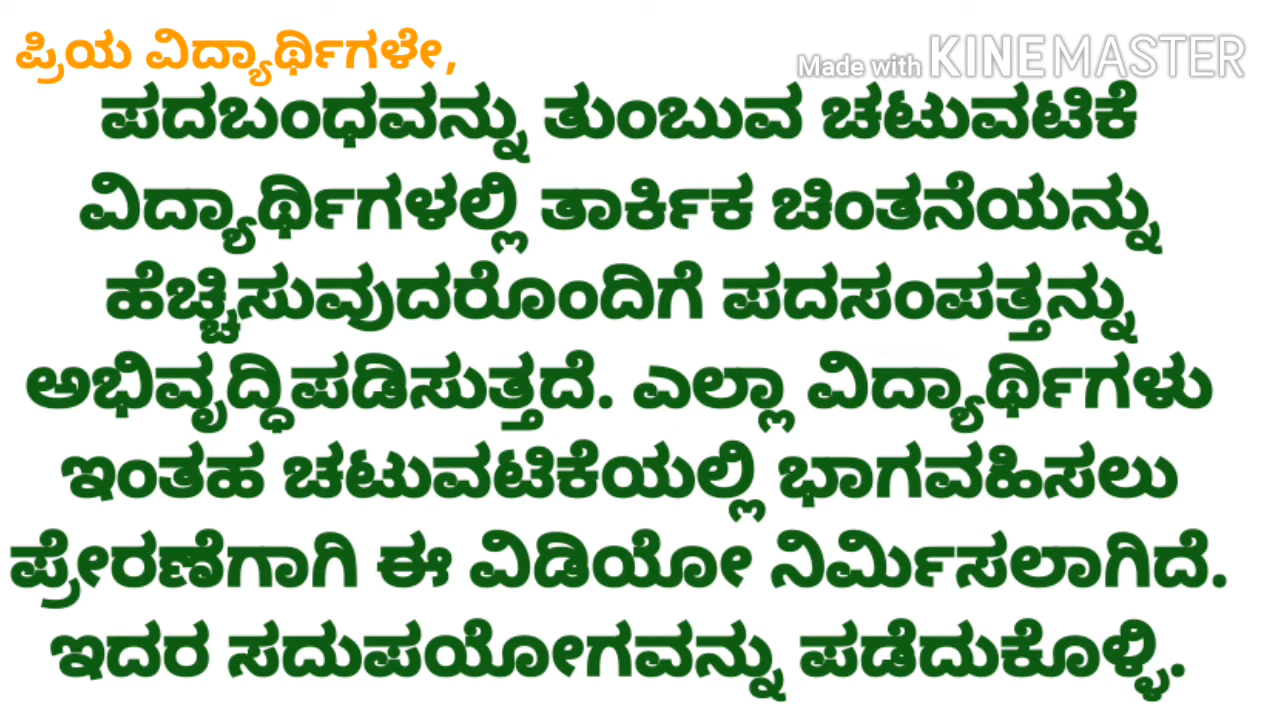 ಪ್ರಿಯ ವಿದ್ಯಾರ್ಥಿಗಳೇ,
Made with KINEMASTER
ಪದಬಂಧವನ್ನು ತುಂಬುವ ಚಟುವಟಿಕೆ
ವಿದ್ಯಾರ್ಥಿಗಳಲ್ಲಿ ತಾರ್ಕಿಕ ಚಿಂತನೆಯನ್ನು
ಹೆಚ್ಚಿಸುವುದರೊಂದಿಗೆ ಪದಸಂಪತ್ತನ್ನು
ಅಭಿವೃದ್ಧಿಪಡಿಸುತ್ತದೆ. ಎಲ್ಲಾ ವಿದ್ಯಾರ್ಥಿಗಳು
ಇಂತಹ ಚಟುವಟಿಕೆಯಲ್ಲಿ ಭಾಗವಹಿಸಲು
ಪ್ರೇರಣೆಗಾಗಿ ಈ ವಿಡಿಯೋ ನಿರ್ಮಿಸಲಾಗಿದೆ.
ಇದರ ಸದುಪಯೋಗವನ್ನು ಪಡೆದುಕೊಳ್ಳಿ.